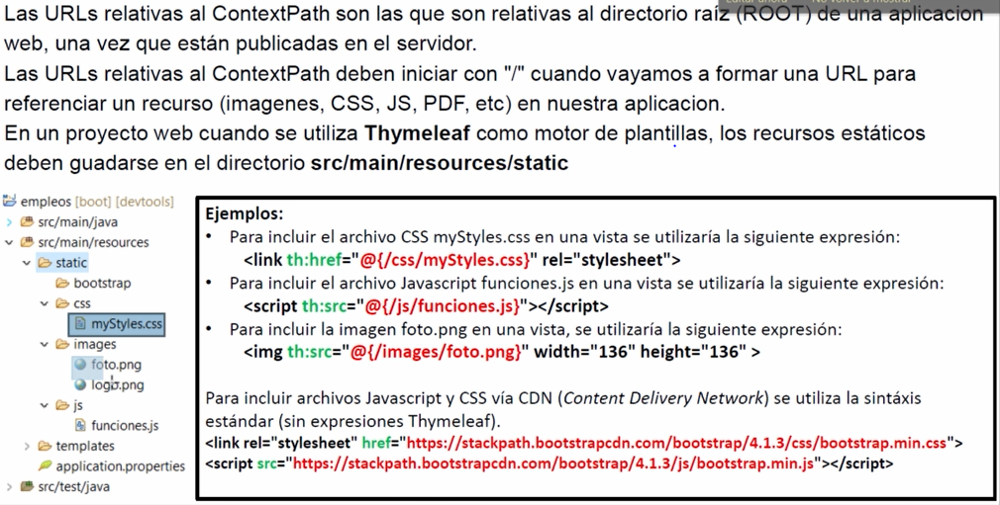 Las URLs relativas al ContextPath son las que son relativas al directorio raíz (ROOT) de una aplicacion
web, una vez que están publicadas en el servidor.
Las URLs relativas al ContextPath deben iniciar con "/" cuando vayamos a formar una URL para
referenciar un recurso (imagenes, CSS, JS, PDF, etc) en nuestra aplicacion.
En un proyecto web cuando se utiliza Thymeleaf como motor de plantillas, los recursos estáticos
deben guadarse en el directorio src/main/resources/static
empleos [boot] [devtools]
src/main/java
src/main/resources
static
bootstrap
css
myStyles.css
images
foto.png
logo.png
js
funciones.js
templates
application.properties
src/test/java
Ejemplos:
• Para incluir el archivo CSS myStyles.css en una vista se utilizaría la siguiente expresión:
<link th:href="@{/css/myStyles.css}" rel="stylesheet">
• Para incluir el archivo Javascript funciones.js en una vista se utilizaría la siguiente expresión:
<script th:src="@{/js/funciones.js}"></script>
• Para incluir la imagen foto.png en una vista, se utilizaría la siguiente expresión:
<img th:src="@{/images/foto.png}" width="136" height="136" >
Para incluir archivos Javascript y CSS vía CDN (Content Delivery Network) se utiliza la sintáxis
estándar (sin expresiones Thymeleaf).
<link rel="stylesheet" href="https://stackpath.bootstrapcdn.com/bootstrap/4.1.3/css/bootstrap.min.css">
<script src="https://stackpath.bootstrapcdn.com/bootstrap/4.1.3/js/bootstrap.min.js"></script>